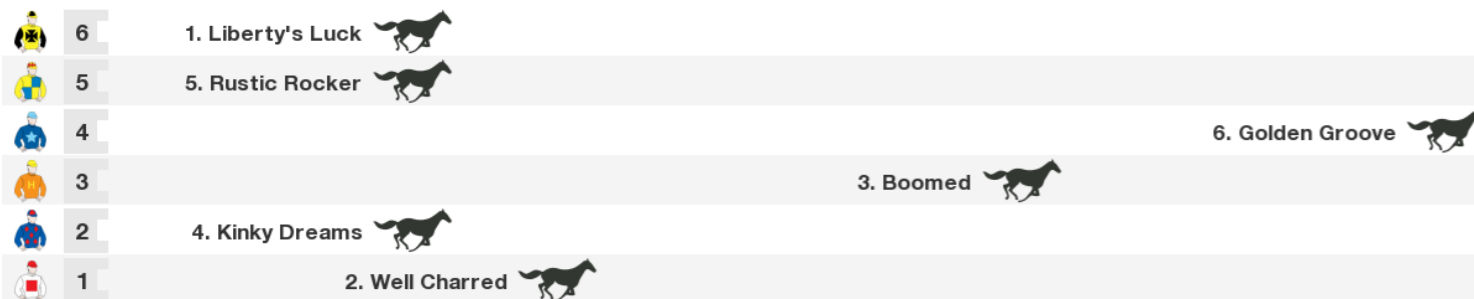 6 1. Liberty's Luck
5 5. Rustic Rocker
4 6. Golden Groove
H 3 3. Boomed
2 4. Kinky Dreams
1 2. Well Charred